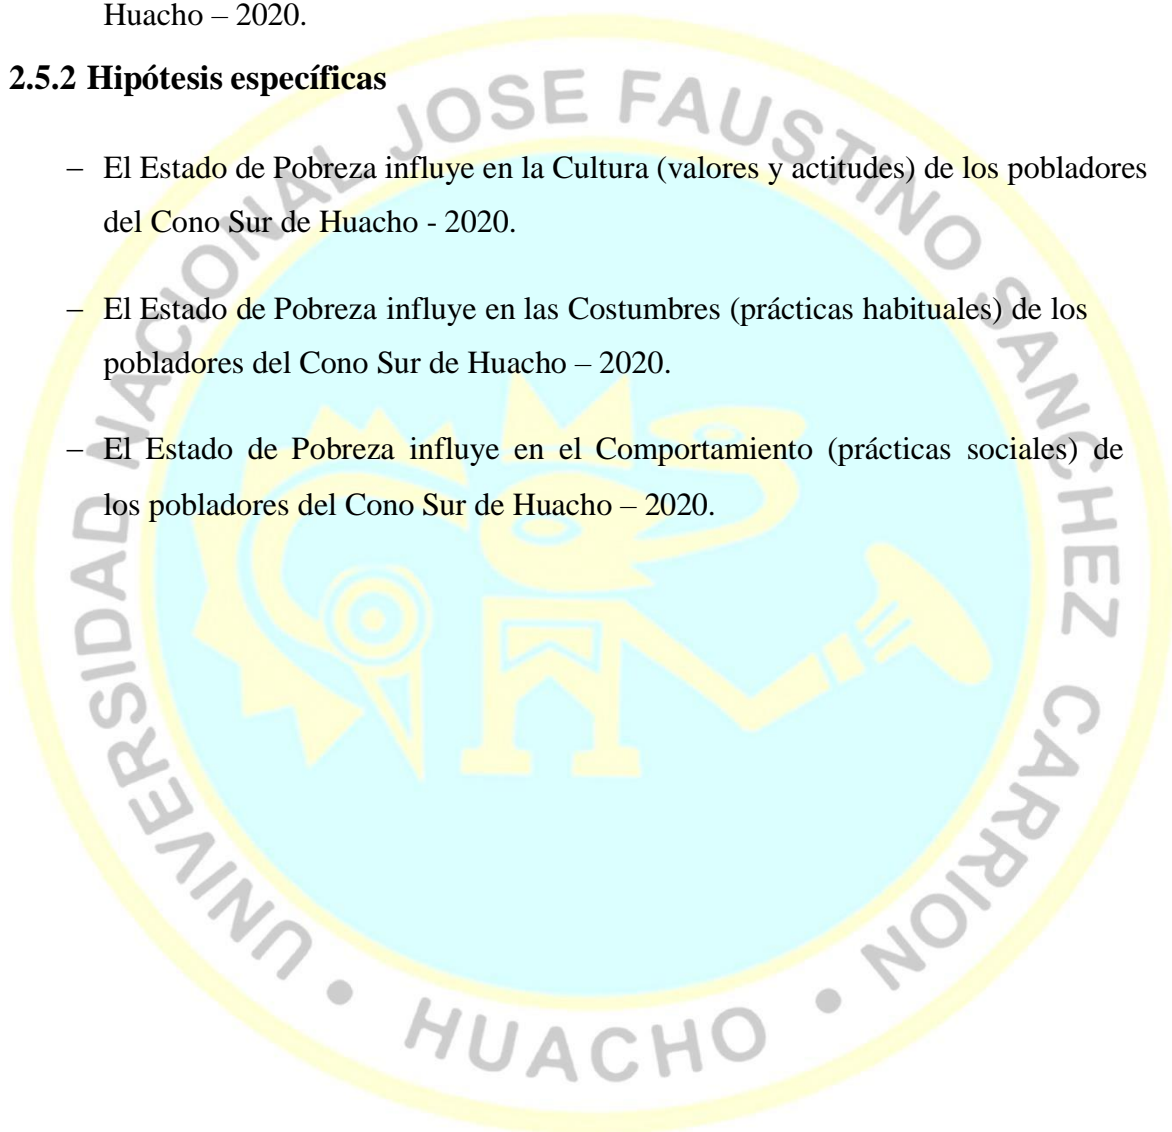 Huacho – 2020.
2.5.2 Hipótesis específicas
– El Estado de Pobreza influye en la Cultura (valores y actitudes) de los pobladores
del Cono Sur de Huacho - 2020.
– El Estado de Pobreza influye en las Costumbres (prácticas habituales) de los
pobladores del Cono Sur de Huacho – 2020.
– El Estado de Pobreza influye en el Comportamiento (prácticas sociales) de
los pobladores del Cono Sur de Huacho – 2020.
UNIVERSIDAD NACIONAL JOSE FAUSTINO SANCHEZ CARRION • HUACHO •